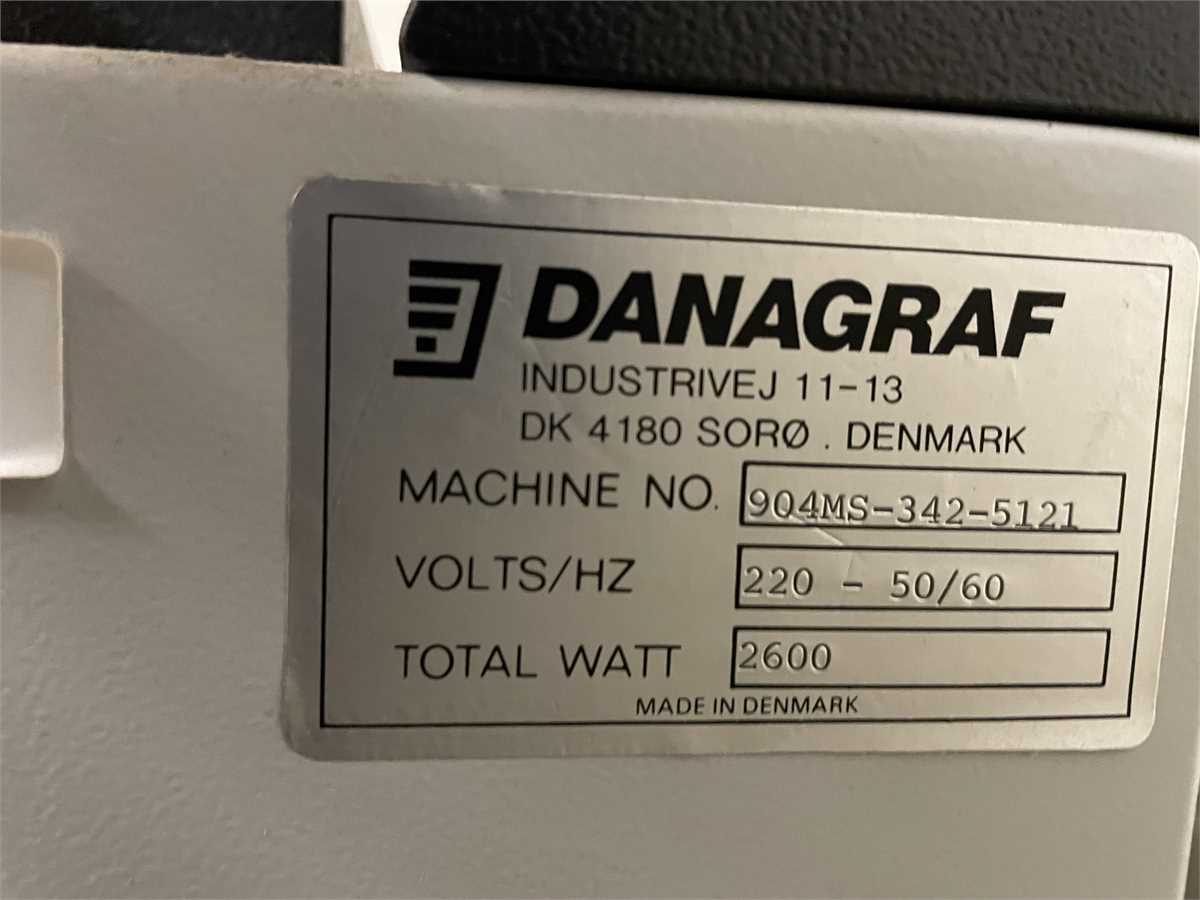 DANAGRAF
INDUSTRIVEJ 11-13
DK 4180 SORØ . DENMARK
MACHINE NO. 904MS-342-5121
VOLTS/HZ 220 - 50/60
TOTAL WATT 2600
MADE IN DENMARK